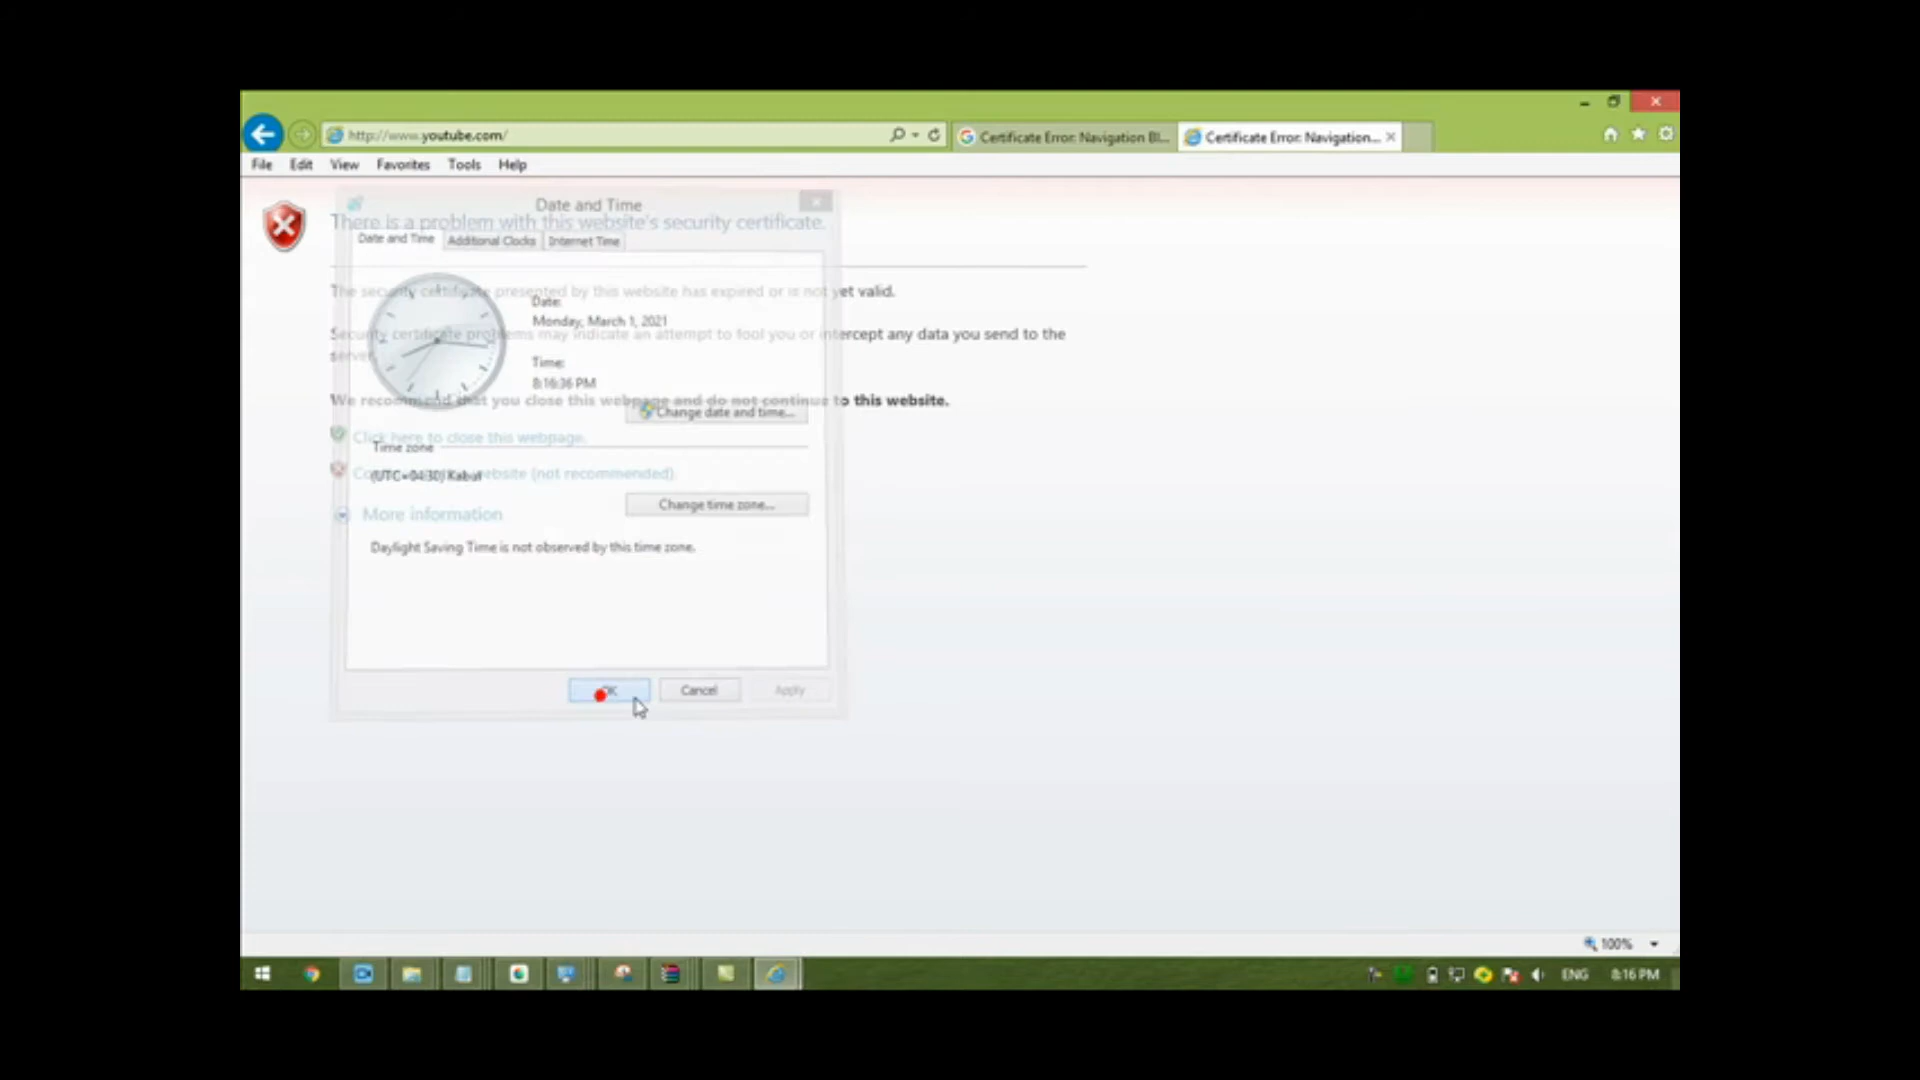 http://www.youtube.com/
Certificate Error: Navigation Bl...
Certificate Error: Navigation...
File Edit View Favorites Tools Help
Date and Time
There is a problem with this website's security certificate.
Date and Time Additional Clocks Internet Time
The security certificate presented by this website has expired or is not yet valid.
Date:
Monday, March 1, 2021
Security certificate problems may indicate an attempt to fool you or intercept any data you send to the
server.
Time:
8:16:36 PM
We recommend that you close this webpage and do not continue to this website.
Change date and time...
Click here to close this webpage.
Time zone
website (not recommended).
(UTC+04:30) Kabul
Change time zone...
More information
Daylight Saving Time is not observed by this time zone.
OK Cancel Apply
100%
ENG 8:16 PM